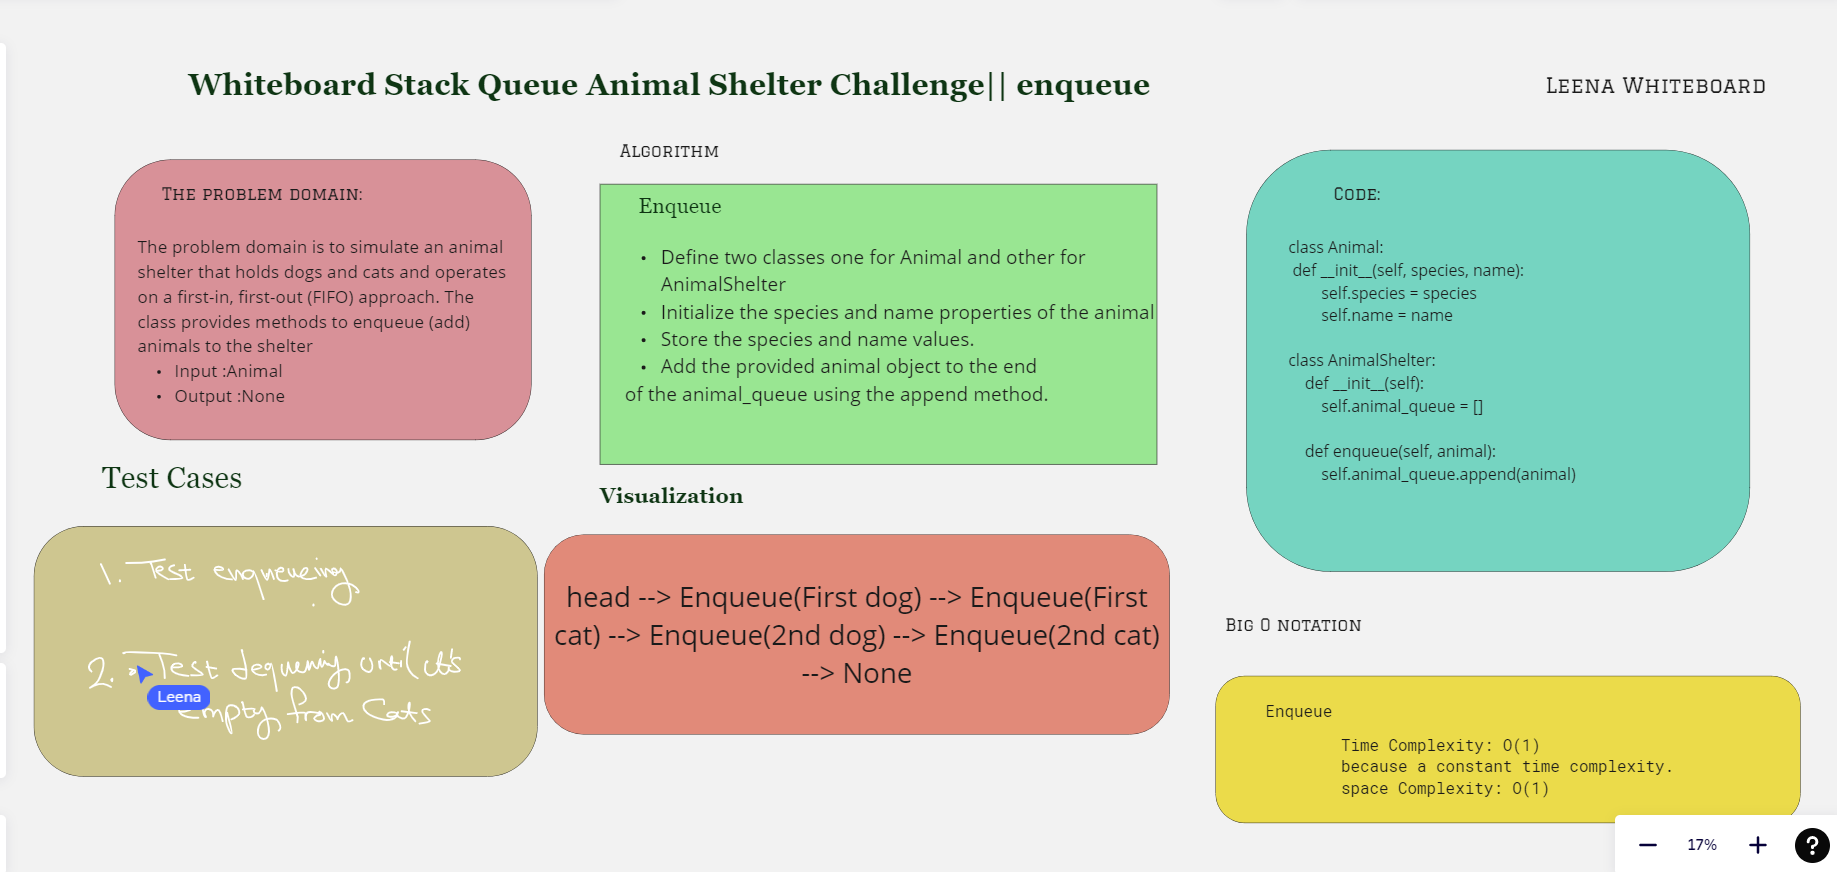 Whiteboard Stack Queue Animal Shelter Challenge|| enqueue
Leena Whiteboard
The problem domain:
The problem domain is to simulate an animal
shelter that holds dogs and cats and operates
on a first-in, first-out (FIFO) approach. The
class provides methods to enqueue (add)
animals to the shelter
• Input :Animal
• Output :None
Algorithm
Enqueue
• Define two classes one for Animal and other for
AnimalShelter
• Initialize the species and name properties of the animal
• Store the species and name values.
• Add the provided animal object to the end
of the animal_queue using the append method.
Code:
class Animal:
def __init__(self, species, name):
self.species = species
self.name = name
class AnimalShelter:
def __init__(self):
self.animal_queue = []
def enqueue(self, animal):
self.animal_queue.append(animal)
Test Cases
1. Test enqueueing
2. Test dequening until it's
Leena
empty from Cats
Visualization
head --> Enqueue(First dog) --> Enqueue(First
cat) --> Enqueue(2nd dog) --> Enqueue(2nd cat)
--> None
Big O notation
Enqueue
Time Complexity: O(1)
because a constant time complexity.
space Complexity: O(1)
17%